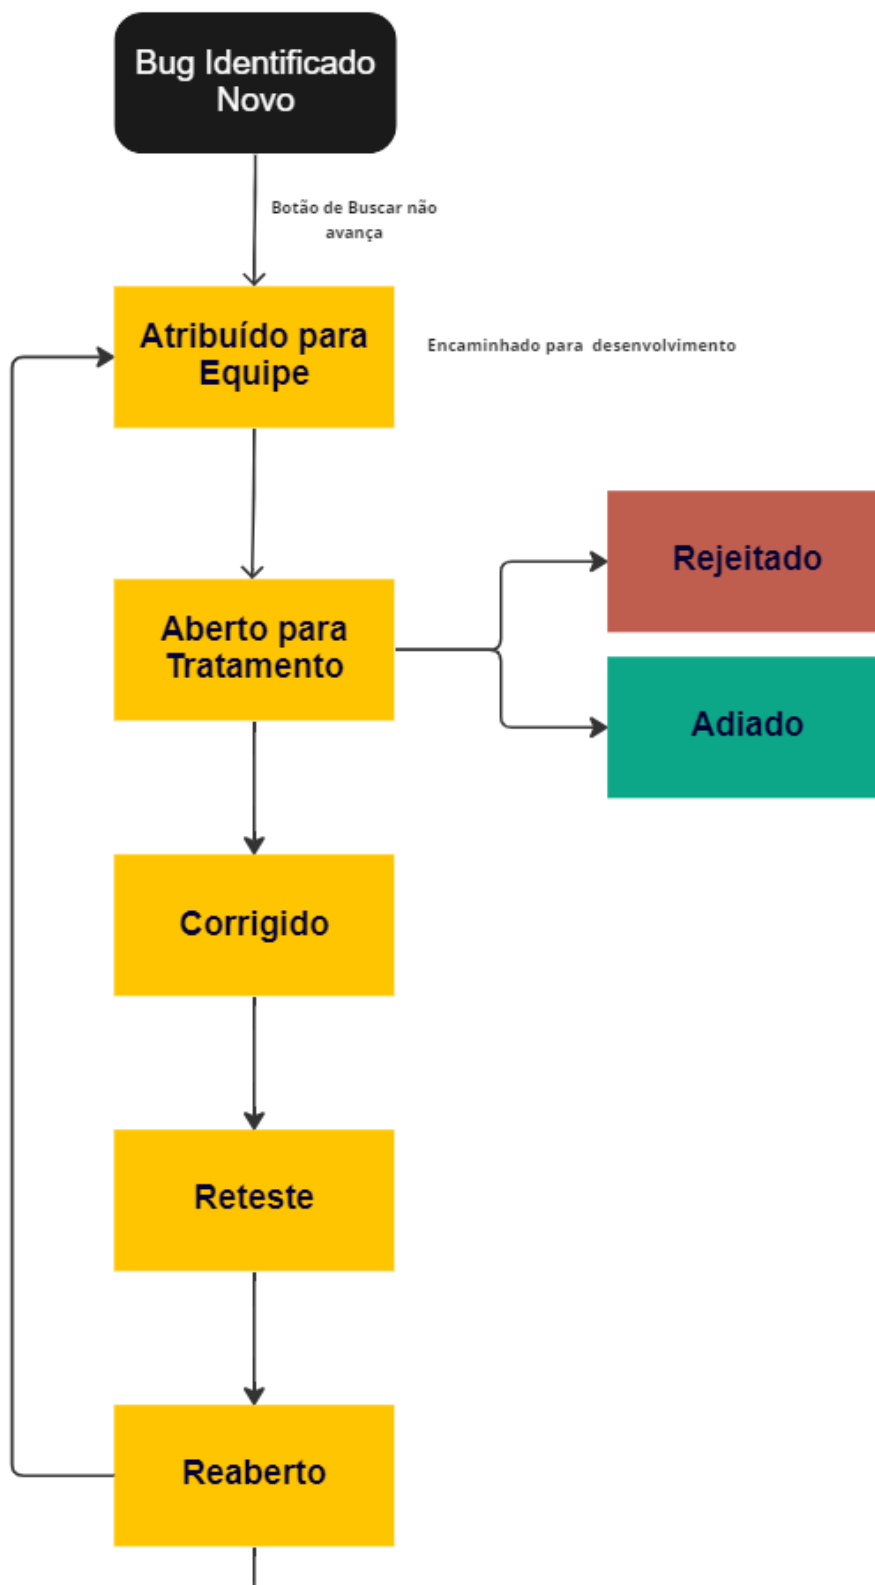 Bug Identificado
Novo
Botão de Buscar não
avança
Atribuído para
Equipe
Encaminhado para desenvolvimento
Aberto para
Tratamento
Rejeitado
Adiado
Corrigido
Reteste
Reaberto